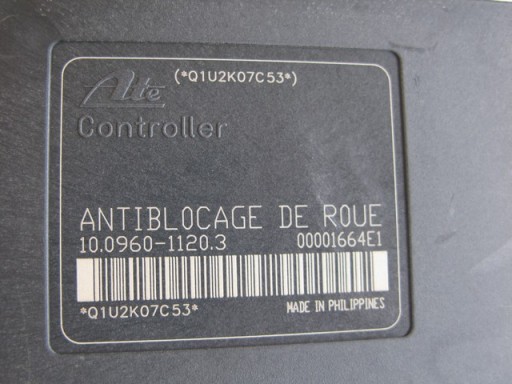 (*Q1U2K07C53*)
Ate
Controller
ANTIBLOCAGE DE ROUE
10.0960-1120.3 00001664E1
*Q1U2K07C53*
MADE IN PHILIPPINES